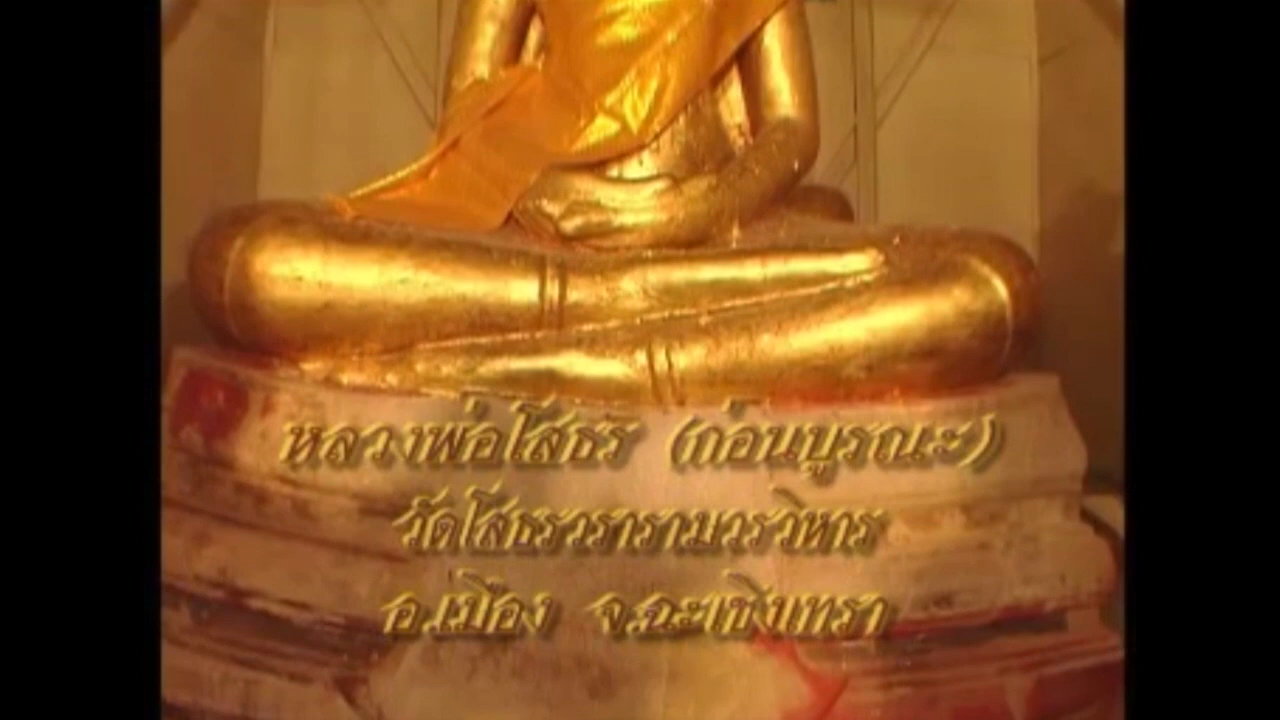 หลวงพ่อโสธร (ก่อนบูรณะ)
วัดโสธรวรารามวรวิหาร
อ.เมือง จ.ฉะเชิงเทรา